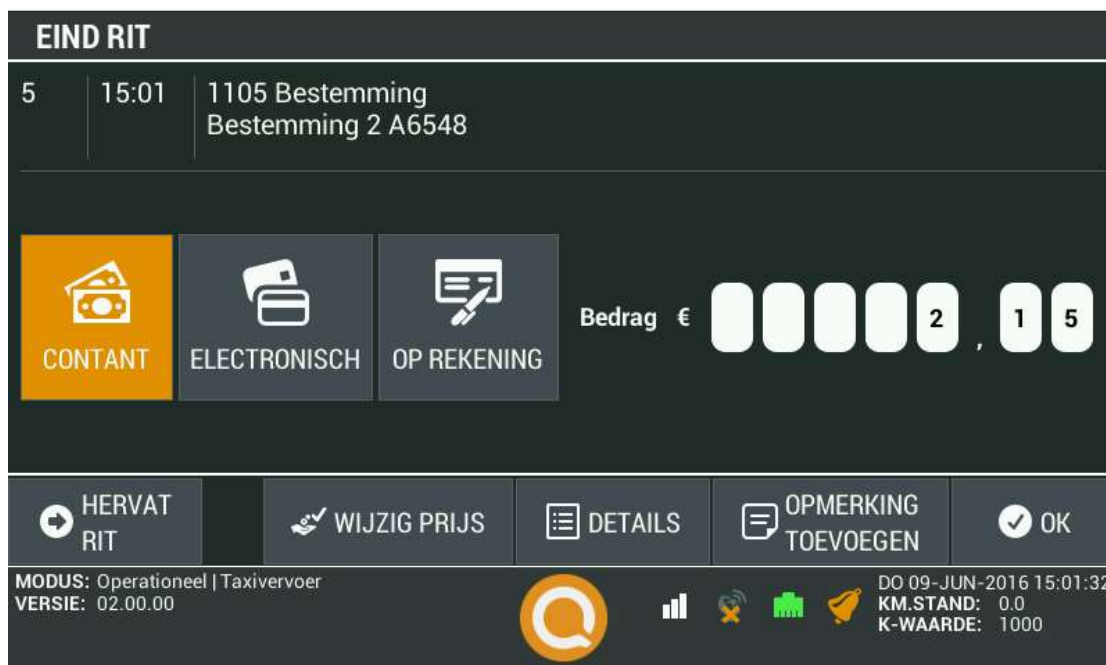 EIND RIT
5 15:01 1105 Bestemming
Bestemming 2 A6548
CONTANT
ELECTRONISCH
OP REKENING
Bedrag € 2 , 1 5
HERVAT
RIT
WIJZIG PRIJS
DETAILS
OPMERKING
TOEVOEGEN
OK
MODUS: Operationeel | Taxivervoer
VERSIE: 02.00.00
DO 09-JUN-2016 15:01:32
KM.STAND: 0.0
K-WAARDE: 1000